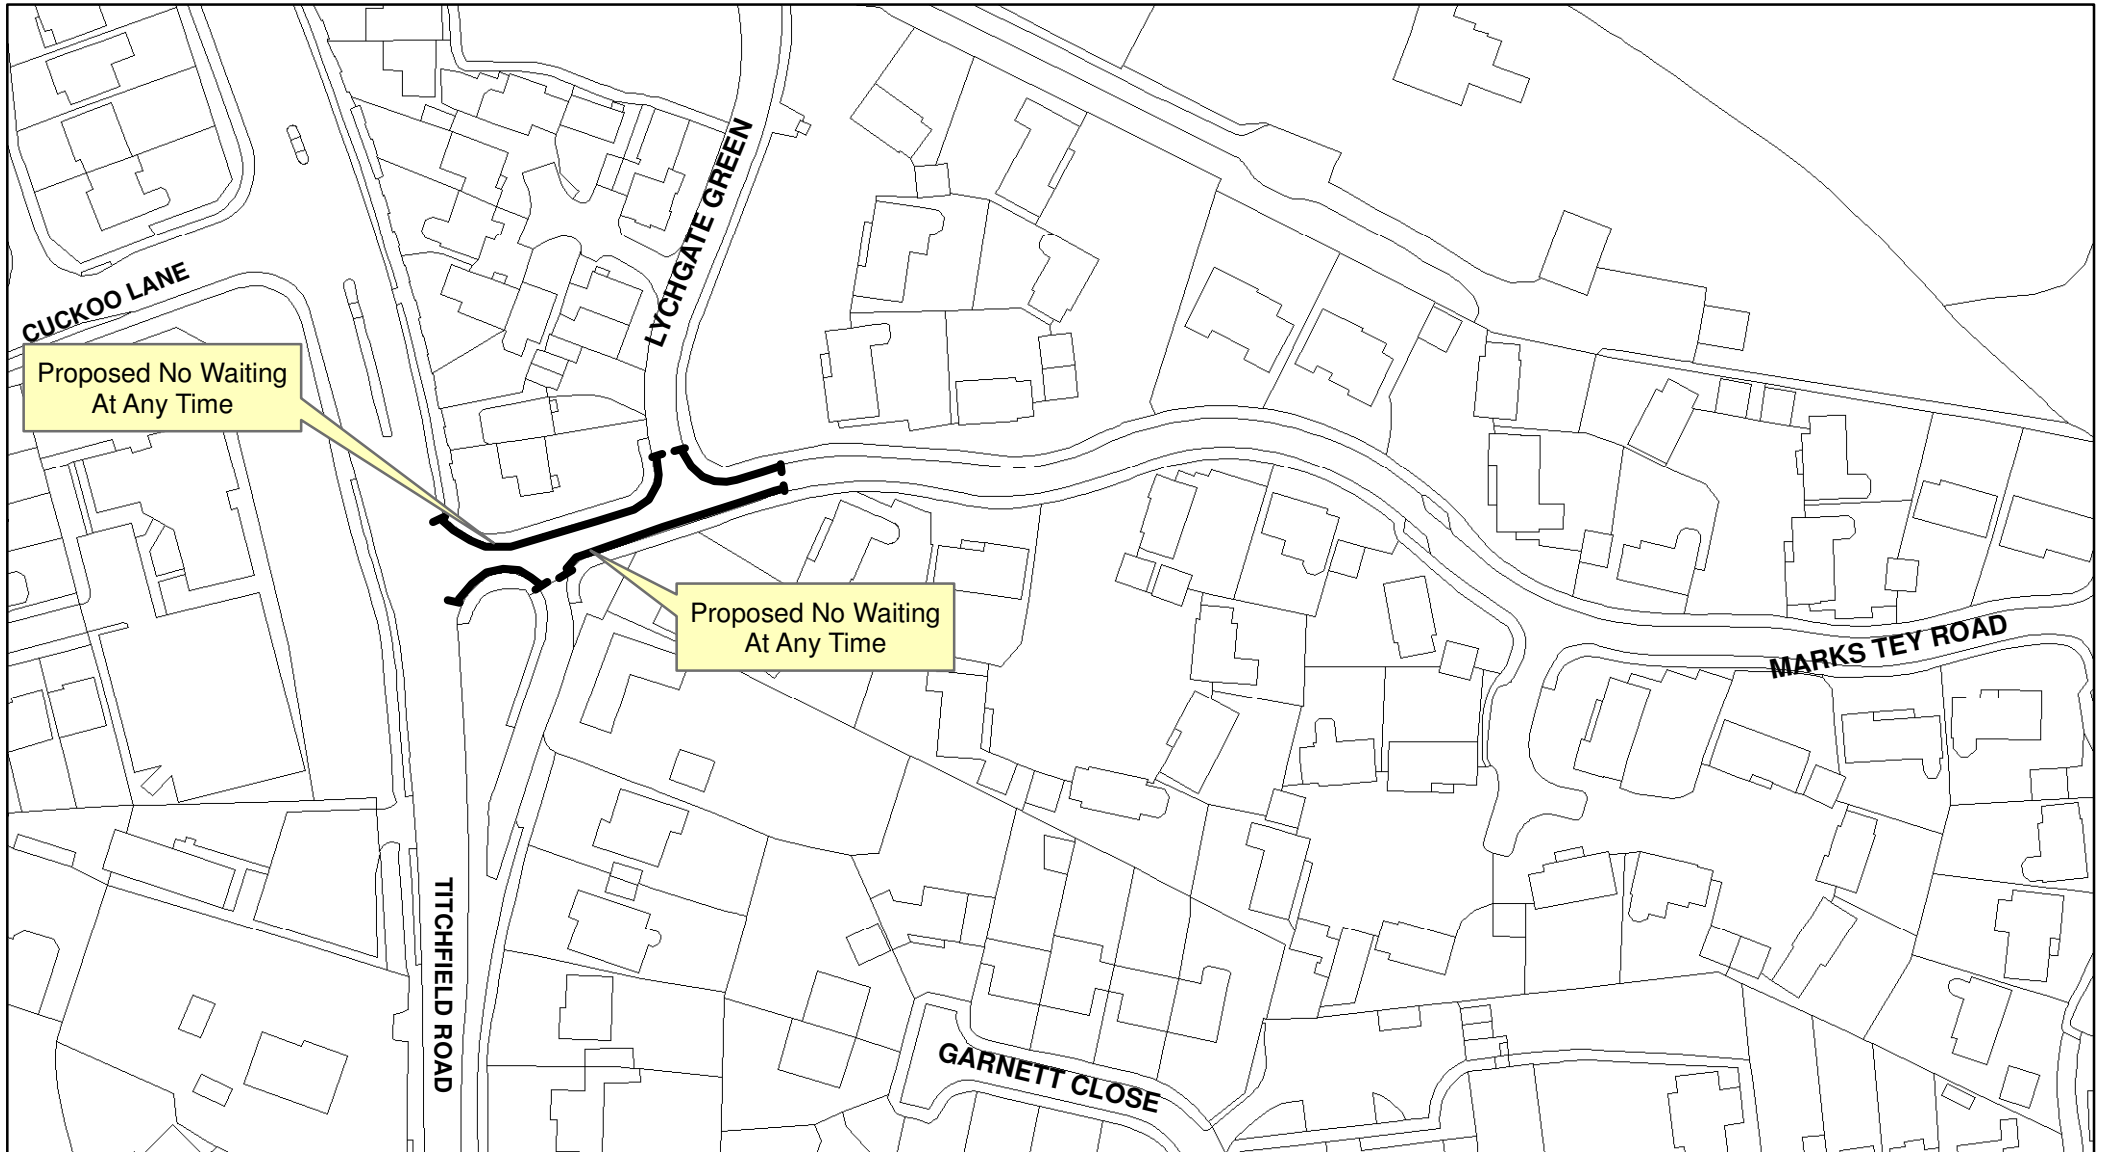 LYCHGATE GREEN
CUCKOO LANE
Proposed No Waiting
At Any Time
Proposed No Waiting
At Any Time
MARKS TEY ROAD
TITCHFIELD ROAD
GARNETT CLOSE